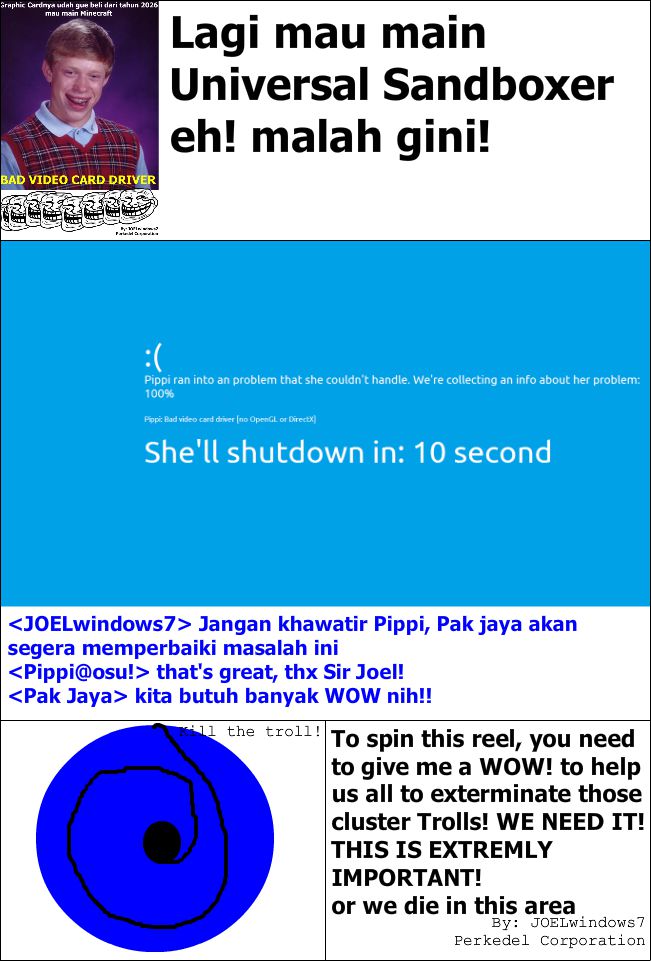 Graphic Cardnya udah gue beli dari tahun 2026
mau main Minecraft
BAD VIDEO CARD DRIVER
By: JOELwindows7
Perkedel Corporation
Lagi mau main
Universal Sandboxer
eh! malah gini!
:(
Pippi ran into an problem that she couldn't handle. We're collecting an info about her problem:
100%
Pippi: Bad video card driver [no OpenGL or DirectX]
She'll shutdown in: 10 second
<JOELwindows7> Jangan khawatir Pippi, Pak jaya akan
segera memperbaiki masalah ini
<Pippi@osu!> that's great, thx Sir Joel!
<Pak Jaya> kita butuh banyak WOW nih!!
Kill the troll!
To spin this reel, you need
to give me a WOW! to help
us all to exterminate those
cluster Trolls! WE NEED IT!
THIS IS EXTREMLY
IMPORTANT!
or we die in this area
By: JOELwindows7
Perkedel Corporation